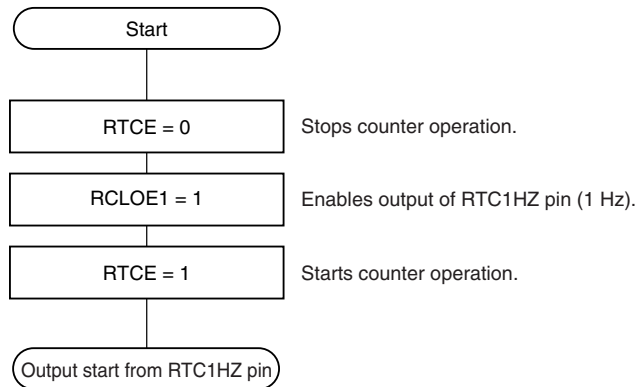 Start
RTCE = 0 Stops counter operation.
RCLOE1 = 1 Enables output of RTC1HZ pin (1 Hz).
RTCE = 1 Starts counter operation.
Output start from RTC1HZ pin